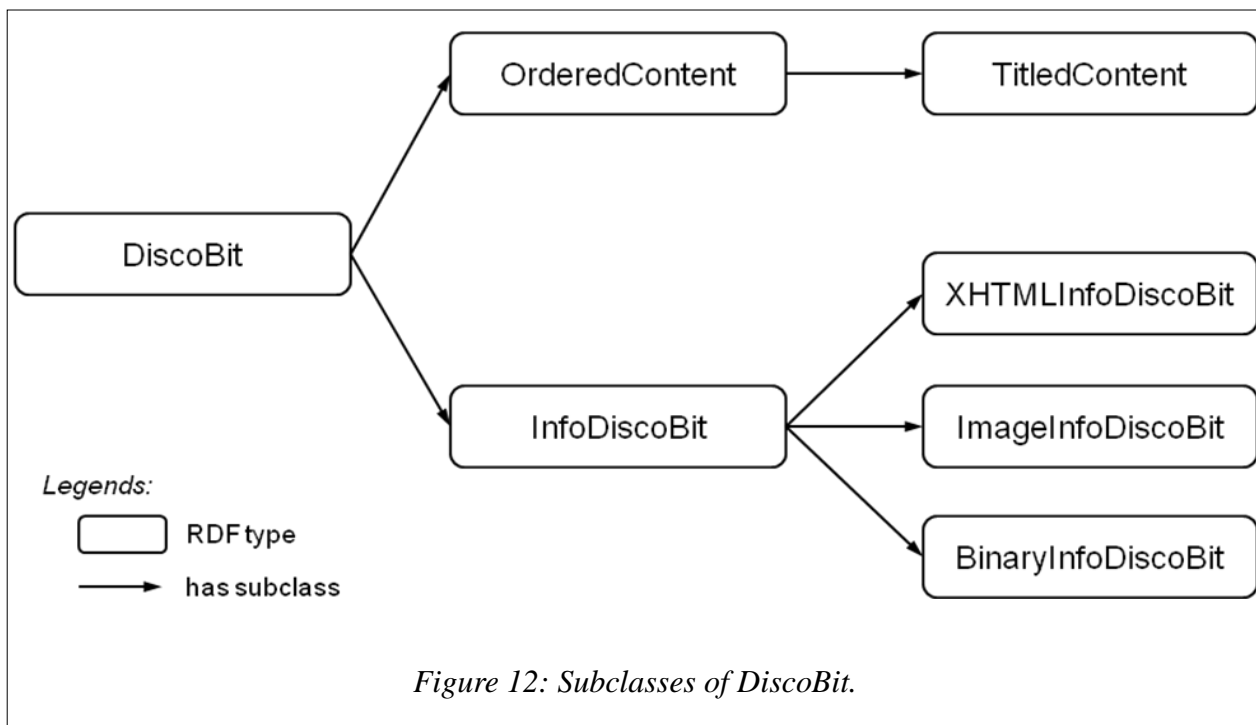 OrderedContent
TitledContent
DiscoBit
XHTMLInfoDiscoBit
InfoDiscoBit
ImageInfoDiscoBit
BinaryInfoDiscoBit
Legends:
RDF type
has subclass
Figure 12: Subclasses of DiscoBit.